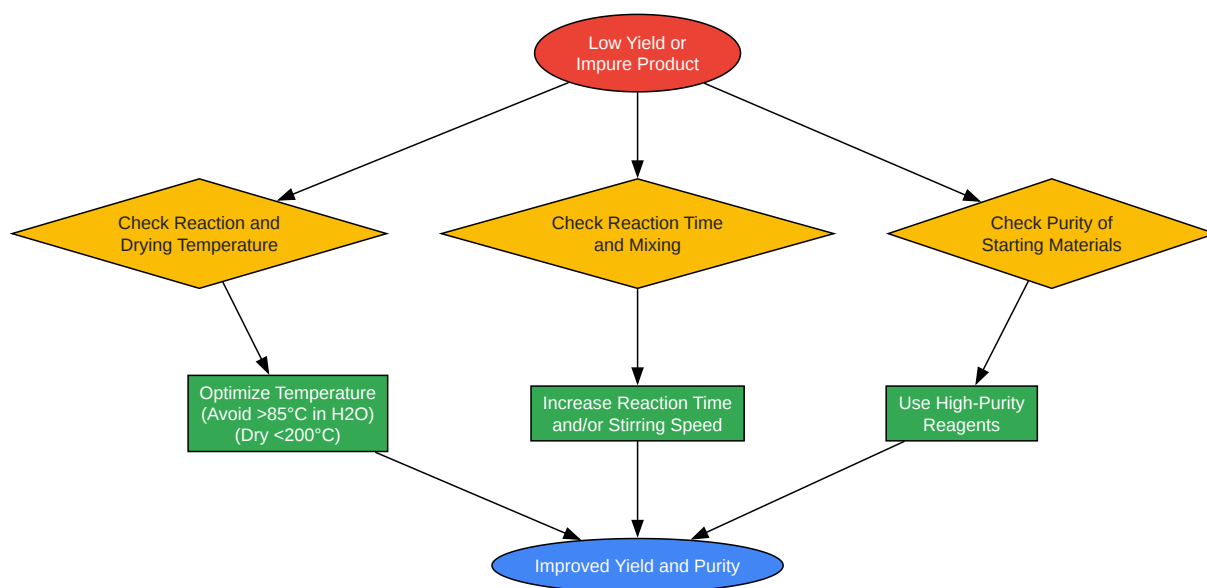 Low Yield or
Impure Product
Check Reaction and
Drying Temperature
Check Reaction Time
and Mixing
Check Purity of
Starting Materials
Optimize Temperature
(Avoid >85°C in H2O)
(Dry <200°C)
Increase Reaction Time
and/or Stirring Speed
Use High-Purity
Reagents
Improved Yield and Purity